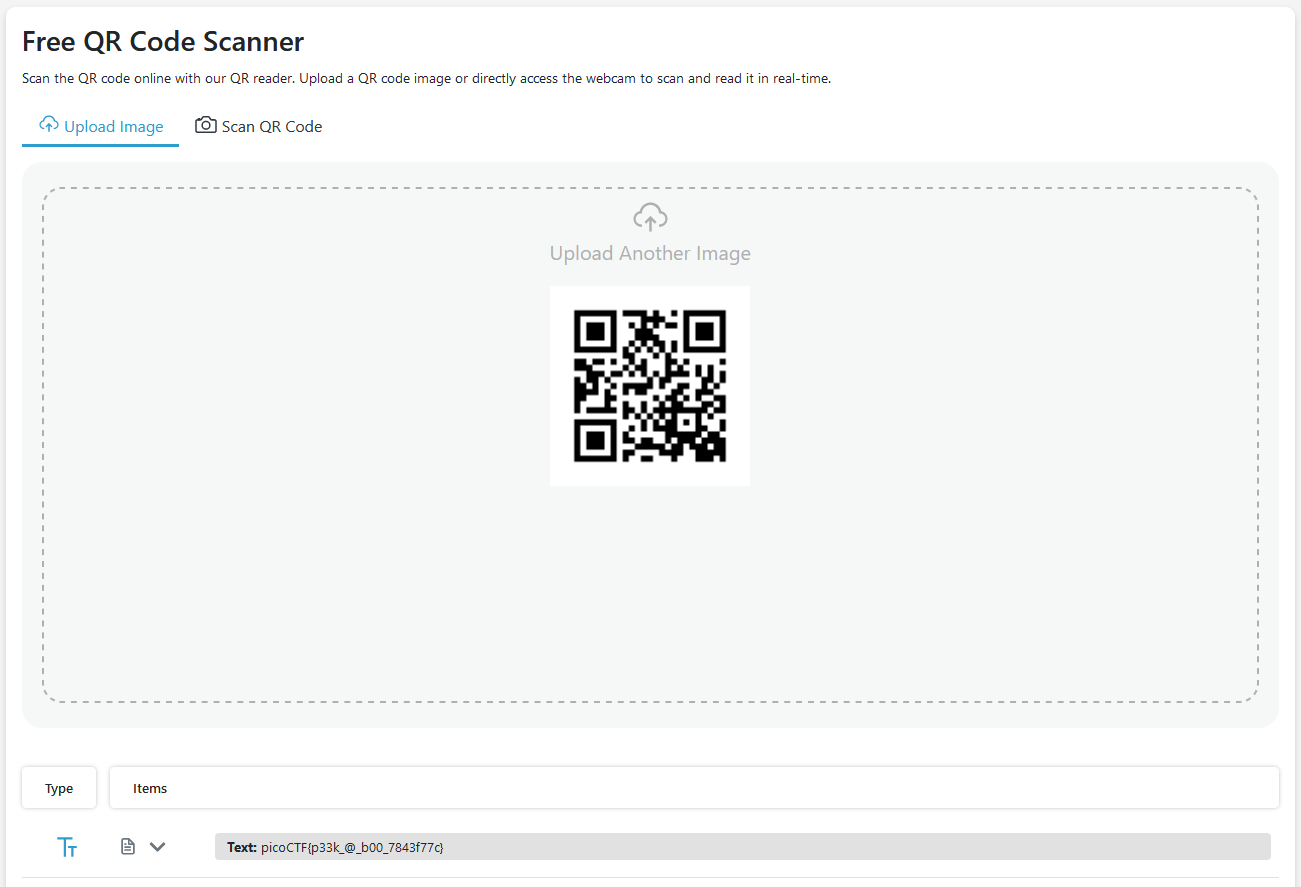 Free QR Code Scanner
Scan the QR code online with our QR reader. Upload a QR code image or directly access the webcam to scan and read it in real-time.
Upload Image Scan QR Code
Upload Another Image
Type Items
Text: picoCTF{p33k_@_b00_7843f77c}